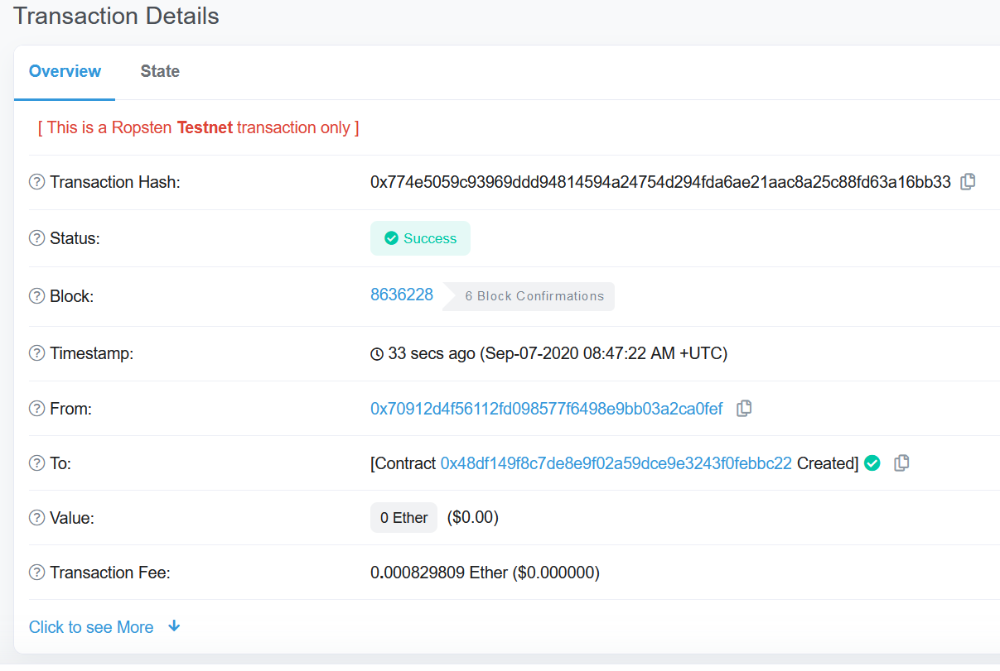 Transaction Details
Overview State
[ This is a Ropsten Testnet transaction only ]
Transaction Hash: 0x774e5059c93969ddd94814594a24754d294fda6ae21aac8a25c88fd63a16bb33
Status: Success
Block: 8636228 6 Block Confirmations
Timestamp: 33 secs ago (Sep-07-2020 08:47:22 AM +UTC)
From: 0x70912d4f56112fd098577f6498e9bb03a2ca0fef
To: [Contract 0x48df149f8c7de8e9f02a59dce9e3243f0febbc22 Created]
Value: 0 Ether ($0.00)
Transaction Fee: 0.000829809 Ether ($0.000000)
Click to see More